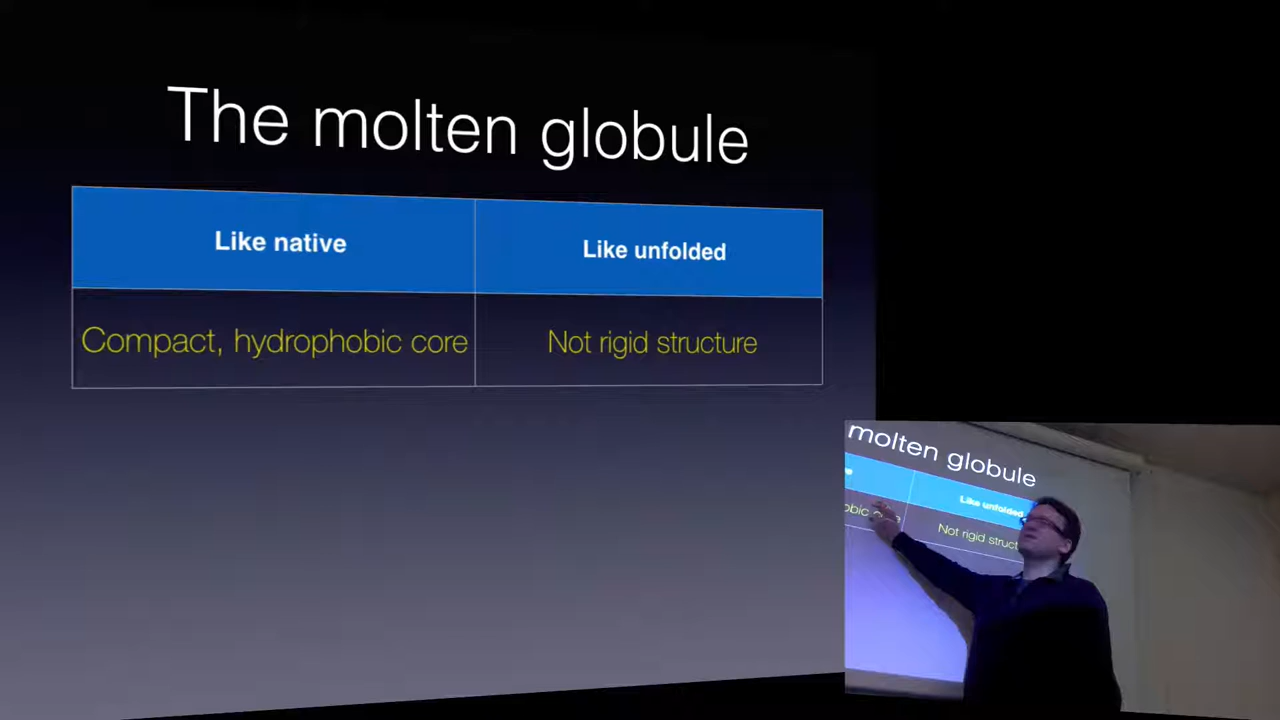 The molten globule
Like native
Like unfolded
Compact, hydrophobic core
Not rigid structure
molten globule
Like unfolded
Not rigid struct